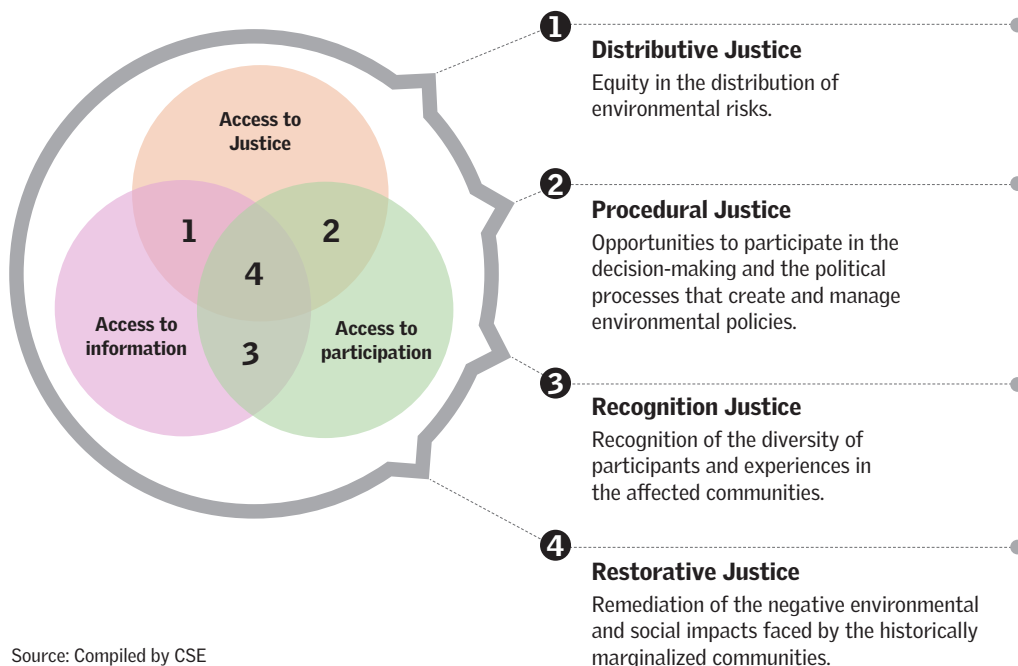 Access to
Justice
1
2
4
Access to
information
3
Access to
participation
1
Distributive Justice
Equity in the distribution of
environmental risks.
2
Procedural Justice
Opportunities to participate in the
decision-making and the political
processes that create and manage
environmental policies.
3
Recognition Justice
Recognition of the diversity of
participants and experiences in
the affected communities.
4
Restorative Justice
Remediation of the negative environmental
and social impacts faced by the historically
marginalized communities.
Source: Compiled by CSE